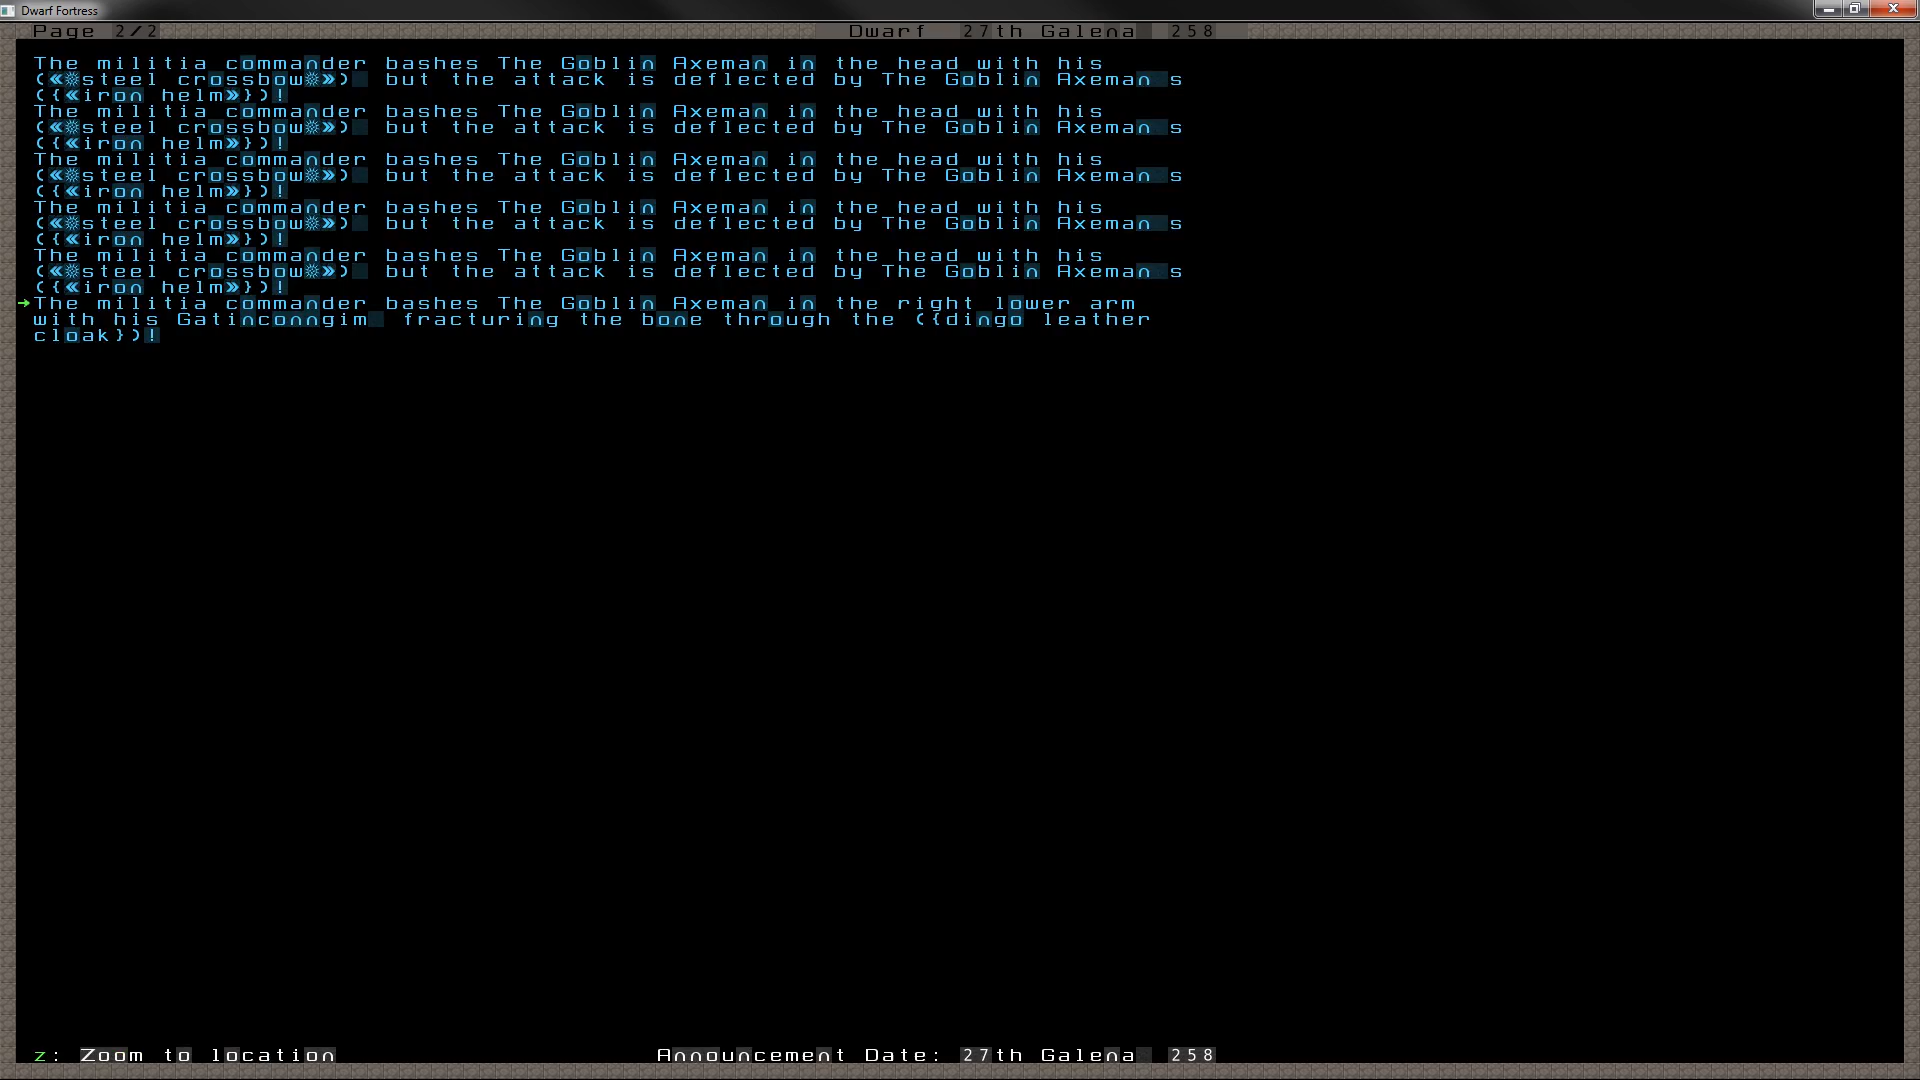 Dwarf Fortress
Page 2/2 Dwarf 27th Galena 258
The militia commander bashes The Goblin Axeman in the head with his
(«☼steel crossbow☼») but the attack is deflected by The Goblin Axeman s
({«iron helm»})!
The militia commander bashes The Goblin Axeman in the head with his
(«☼steel crossbow☼») but the attack is deflected by The Goblin Axeman s
({«iron helm»})!
The militia commander bashes The Goblin Axeman in the head with his
(«☼steel crossbow☼») but the attack is deflected by The Goblin Axeman s
({«iron helm»})!
The militia commander bashes The Goblin Axeman in the head with his
(«☼steel crossbow☼») but the attack is deflected by The Goblin Axeman s
({«iron helm»})!
The militia commander bashes The Goblin Axeman in the head with his
(«☼steel crossbow☼») but the attack is deflected by The Goblin Axeman s
({«iron helm»})!
→The militia commander bashes The Goblin Axeman in the right lower arm
with his Gatinconngim fracturing the bone through the ({dingo leather
cloak})!
z: Zoom to location Announcement Date: 27th Galena 258